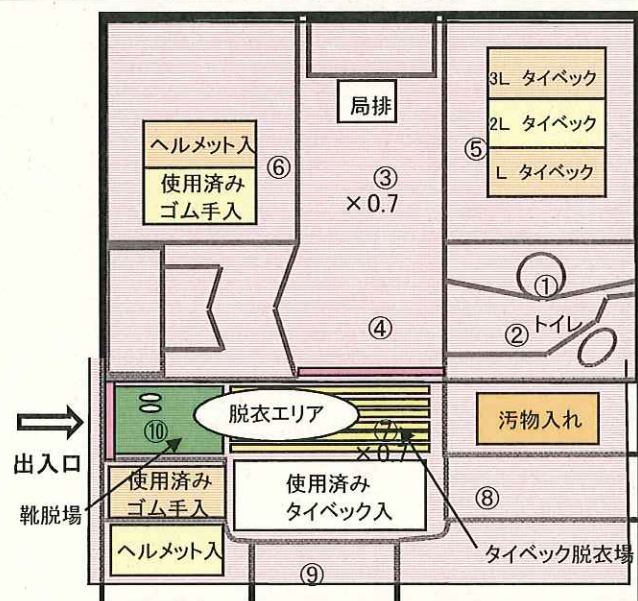 局排
3L タイベック
2L タイベック
L タイベック
ヘルメット入
使用済み
ゴム手入
⑥
③
×0.7
⑤
①
②
トイレ
④
出入口
脱衣エリア
⑩
⑦
×0.7
汚物入れ
靴脱場
使用済み
ゴム手入
使用済み
タイベック入
⑧
ヘルメット入
タイベック脱衣場
⑨